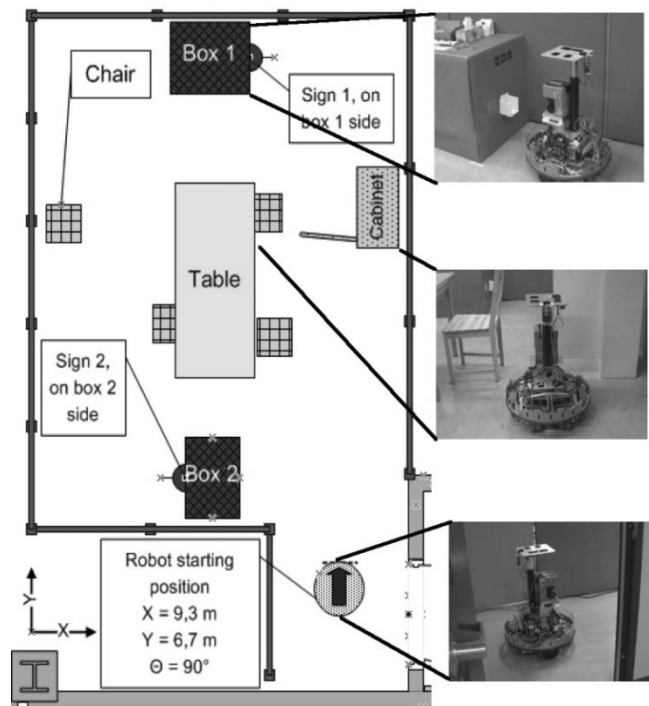 Box 1
Chair
Sign 1, on
box 1 side
Cabinet
Table
Sign 2,
on box 2
side
Box 2
Robot starting
position
X = 9,3 m
Y = 6,7 m
Θ = 90°
Y
X